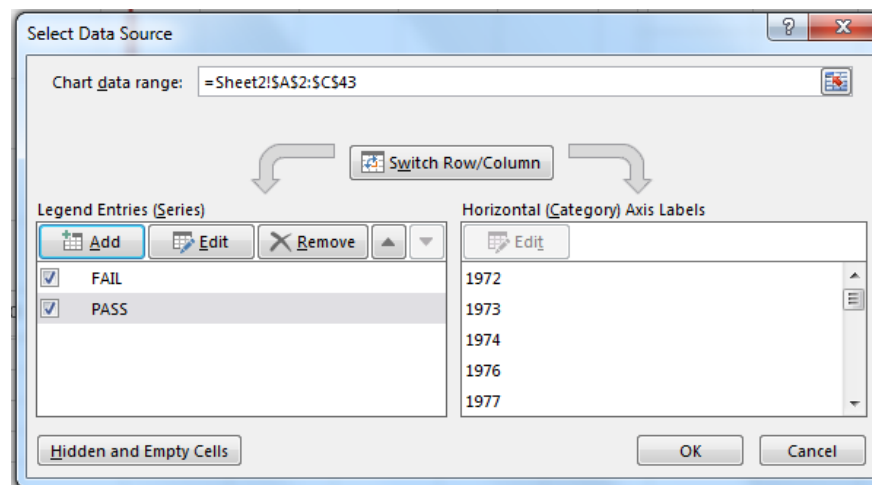 Select Data Source
?
Chart data range: =Sheet2!$A$2:$C$43
Switch Row/Column
Legend Entries (Series)
Horizontal (Category) Axis Labels
Add Edit Remove
Edit
FAIL
PASS
1972
1973
1974
1976
1977
Hidden and Empty Cells
OK Cancel